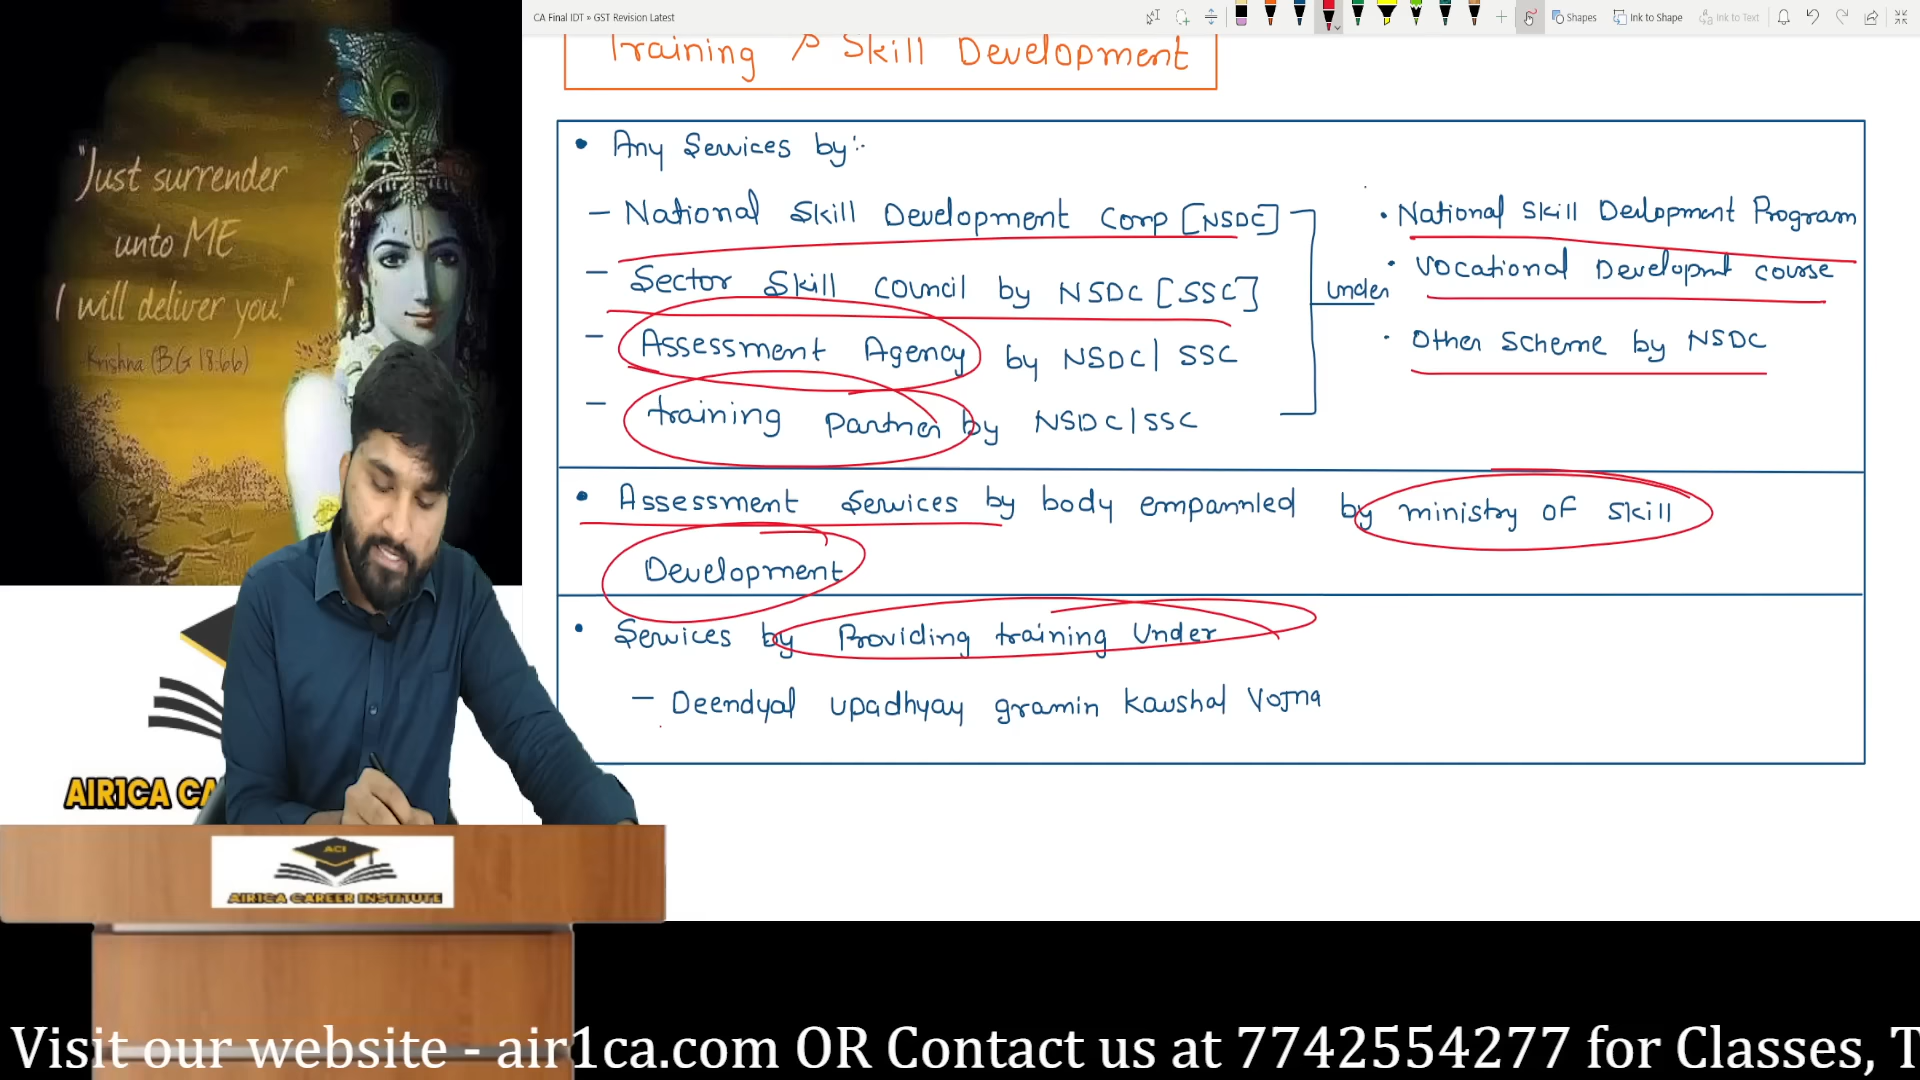 CA Final IDT » GST Revision Latest
Shapes
Ink to Shape
Ink to Text
Training & Skill Development
"Just surrender
unto ME
I will deliver you!"
Krishna (B.G 18:66)
• Any Services by:-
– National Skill Development Corp [NSDC]
– Sector Skill Council by NSDC [SSC]
– Assessment Agency by NSDC | SSC
– training Partner by NSDC | SSC
under
• National Skill Devlopment Program
• Vocational Developmt course
• Other Scheme by NSDC
• Assessment Services by body empannled by ministry of Skill
Development
• Services by Providing training Under
– Deendyal upadhyay gramin Kaushal Yojna
AIR1CA CA
ACI
AIR1CA CAREER INSTITUTE
Visit our website - air1ca.com OR Contact us at 7742554277 for Classes, T